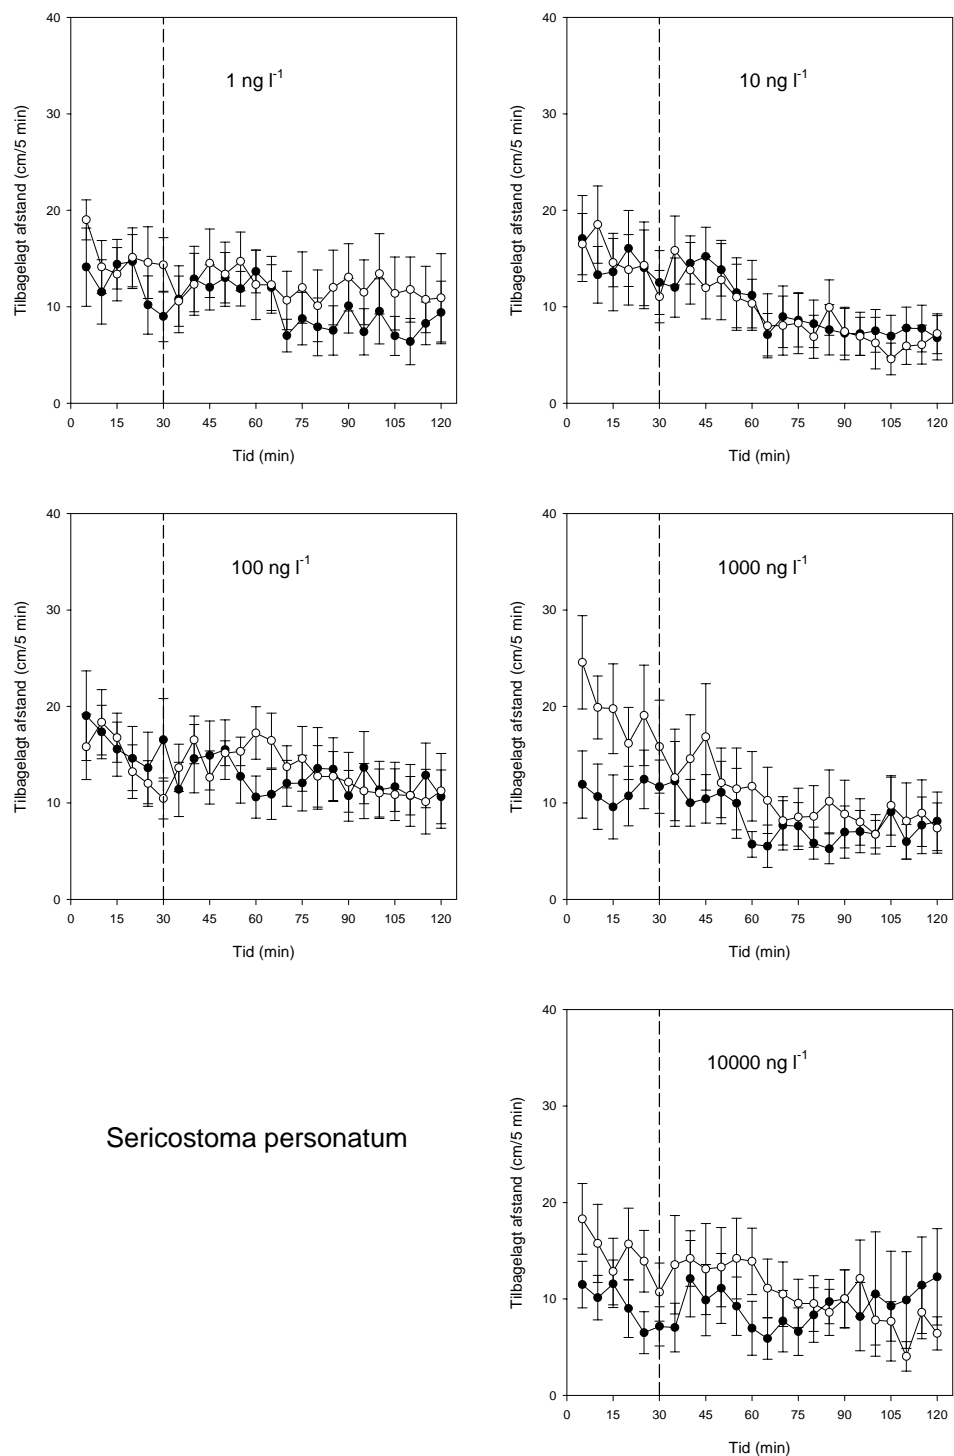 1 ng l-1
Tilbagelagt afstand (cm/5 min)
40
30
20
10
0
0 15 30 45 60 75 90 105 120
Tid (min)
10 ng l-1
Tilbagelagt afstand (cm/5 min)
40
30
20
10
0
0 15 30 45 60 75 90 105 120
Tid (min)
100 ng l-1
Tilbagelagt afstand (cm/5 min)
40
30
20
10
0
0 15 30 45 60 75 90 105 120
Tid (min)
1000 ng l-1
Tilbagelagt afstand (cm/5 min)
40
30
20
10
0
0 15 30 45 60 75 90 105 120
Tid (min)
Sericostoma personatum
10000 ng l-1
Tilbagelagt afstand (cm/5 min)
40
30
20
10
0
0 15 30 45 60 75 90 105 120
Tid (min)